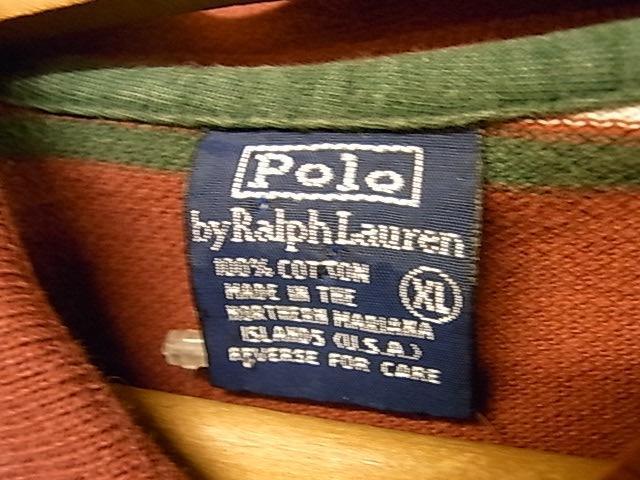 Polo
by Ralph Lauren
100% COTTON
MADE IN THE
NORTHERN MARIANA
ISLANDS (U.S.A.)
REVERSE FOR CARE
XL